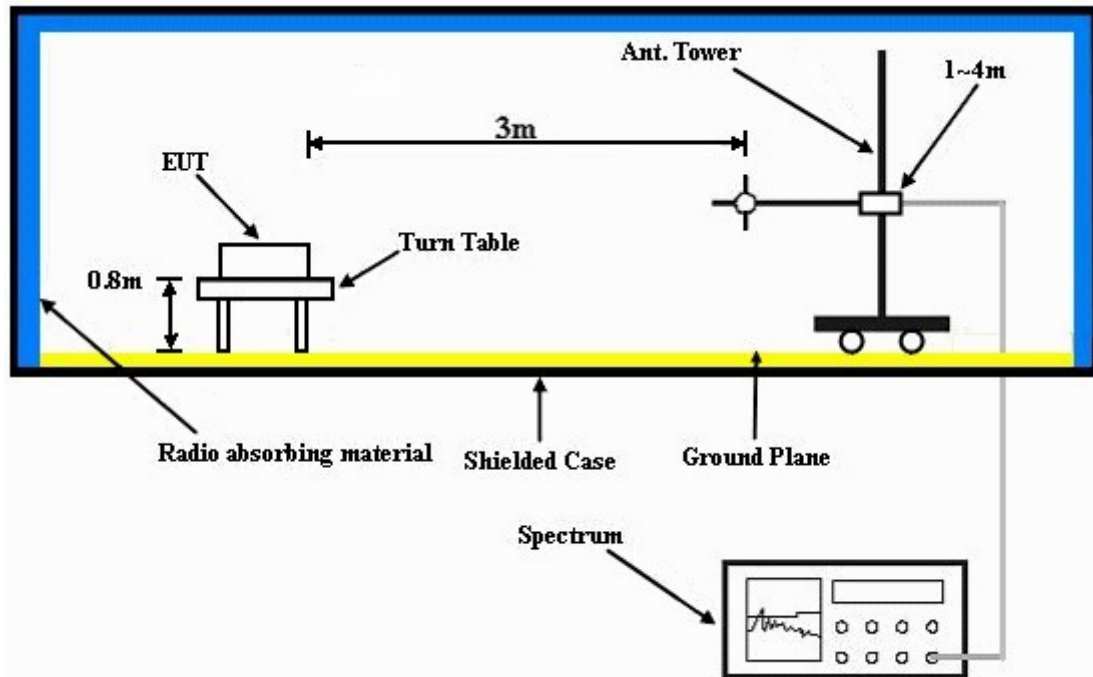 Ant. Tower
1~4m
3m
EUT
Turn Table
0.8m
Radio absorbing material
Shielded Case
Ground Plane
Spectrum